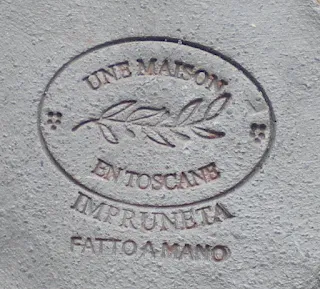 UNE MAISON
EN TOSCANE
IMPRUNETA
FATTO A MANO